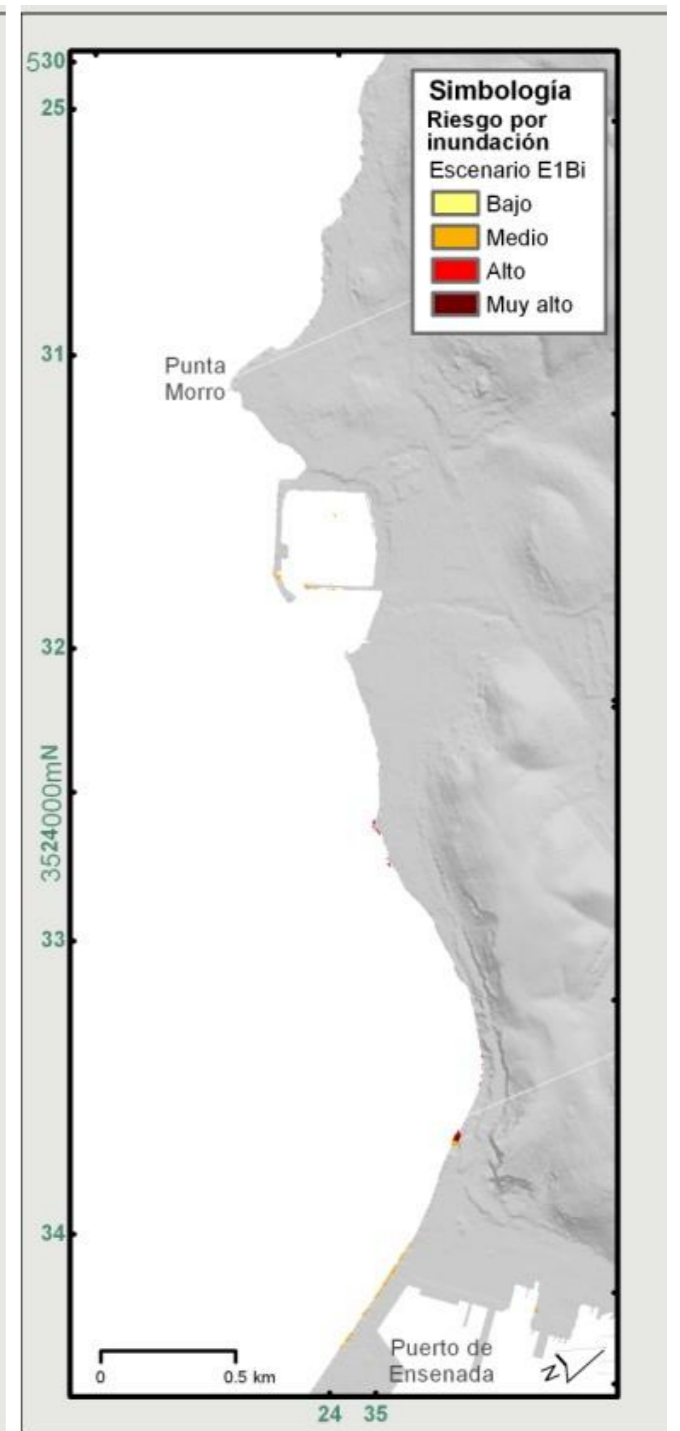 530
25
Simbología
Riesgo por
inundación
Escenario E1Bi
Bajo
Medio
Alto
Muy alto
31
Punta
Morro
32
3524000mN
33
34
Puerto de
Ensenada
0
0.5 km
N
24
35